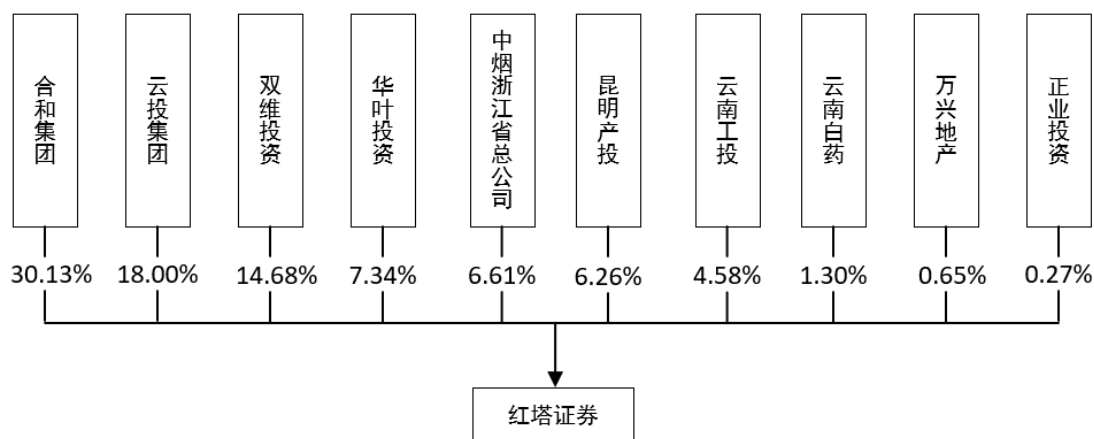 合和集团
云投集团
双维投资
华叶投资
中烟浙江省总公司
昆明产投
云南工投
云南白药
万兴地产
正业投资
30.13%
18.00%
14.68%
7.34%
6.61%
6.26%
4.58%
1.30%
0.65%
0.27%
红塔证券